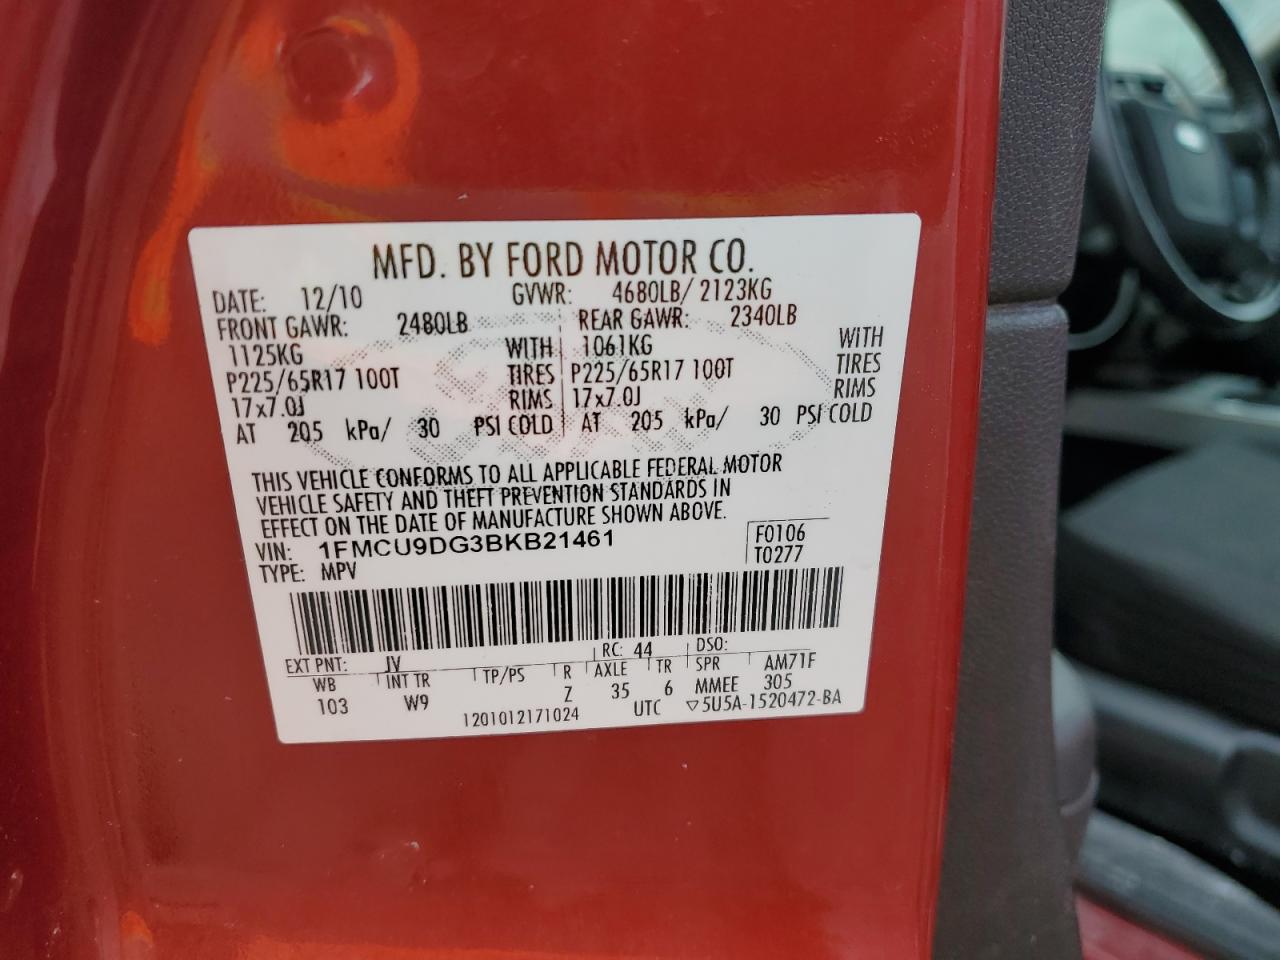 MFD. BY FORD MOTOR CO.
DATE: 12/10 GVWR: 4680LB/ 2123KG
FRONT GAWR: 2480LB REAR GAWR: 2340LB
1125KG WITH 1061KG WITH
P225/65R17 100T TIRES P225/65R17 100T TIRES
17x7.0J RIMS 17x7.0J RIMS
AT 205 kPa/ 30 PSI COLD AT 205 kPa/ 30 PSI COLD
THIS VEHICLE CONFORMS TO ALL APPLICABLE FEDERAL MOTOR
VEHICLE SAFETY AND THEFT PREVENTION STANDARDS IN
EFFECT ON THE DATE OF MANUFACTURE SHOWN ABOVE.
VIN: 1FMCU9DG3BKB21461 F0106
TYPE: MPV T0277
EXT PNT: JV RC: 44 DSO:
WB INT TR TP/PS R AXLE TR SPR AM71F
103 W9 Z 35 6 MMEE 305
1201012171024 UTC ▽5U5A-1520472-BA